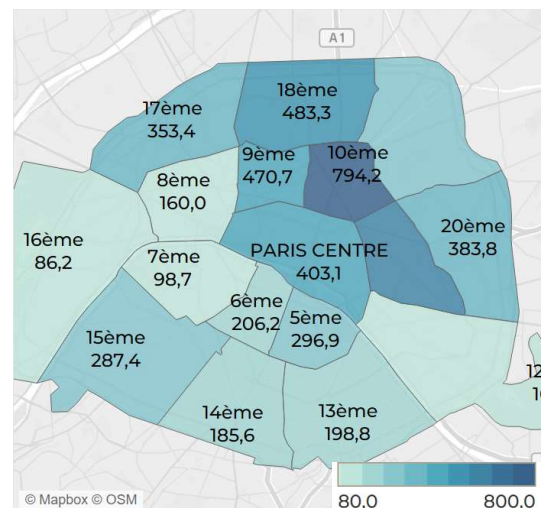 A1
18ème
483,3
17ème
353,4
9ème
470,7
10ème
794,2
8ème
160,0
20ème
383,8
16ème
86,2
PARIS CENTRE
403,1
7ème
98,7
6ème
206,2
5ème
296,9
15ème
287,4
14ème
185,6
13ème
198,8
© Mapbox © OSM
80,0
800,0